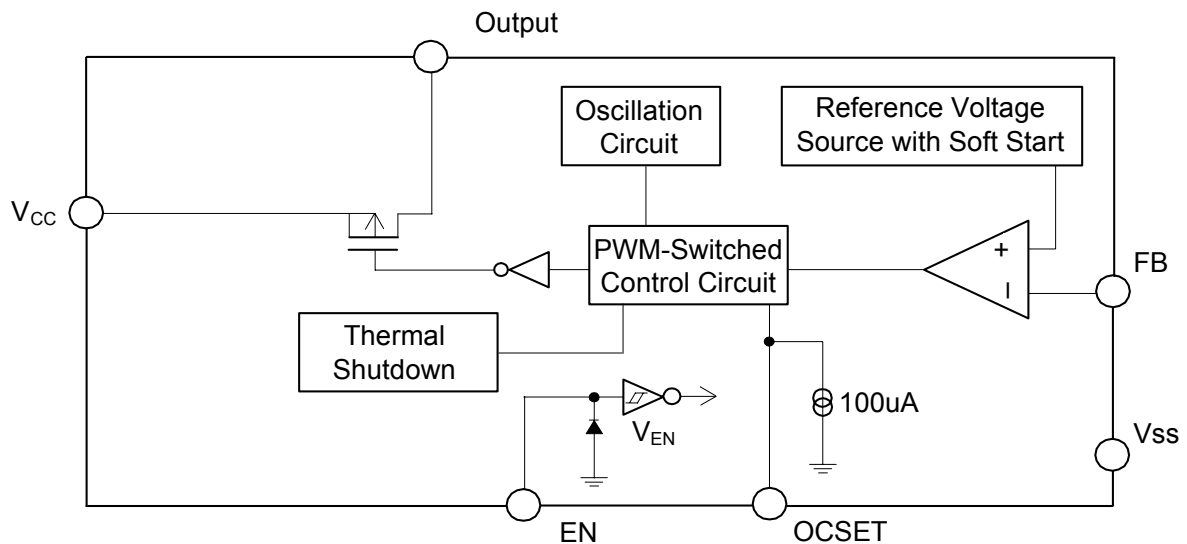 Output
Oscillation
Circuit
Reference Voltage
Source with Soft Start
VCC
PWM-Switched
Control Circuit
+
−
FB
Thermal
Shutdown
100uA
VEN
Vss
EN
OCSET